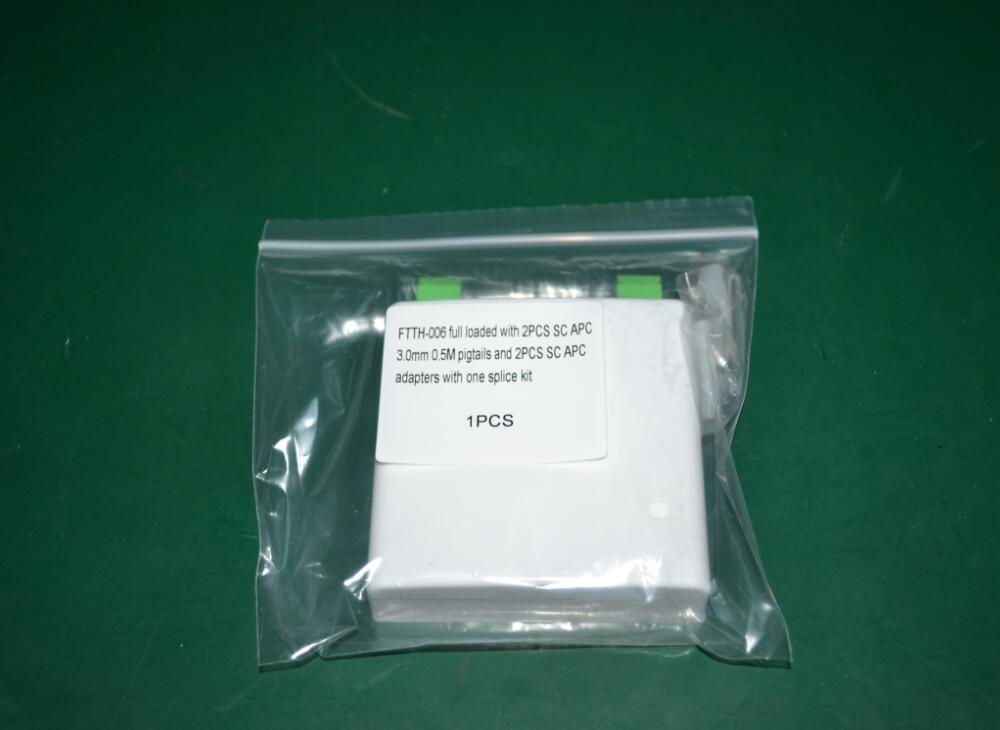 FTTH-006 full loaded with 2PCS SC APC
3.0mm 0.5M pigtails and 2PCS SC APC
adapters with one splice kit
1PCS